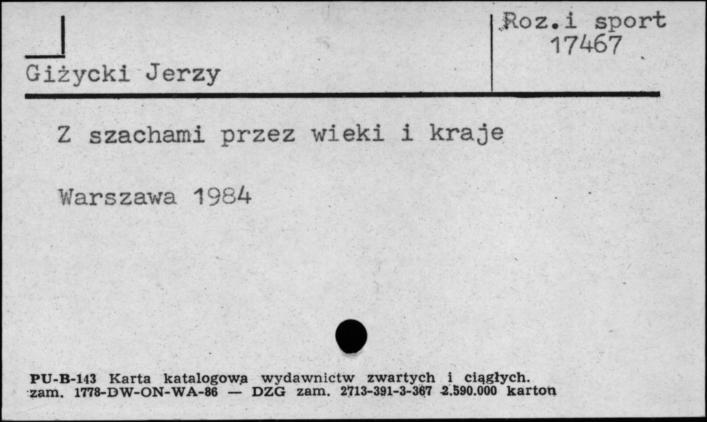 Roz.i sport
17467
Giżycki Jerzy
Z szachami przez wieki i kraje
Warszawa 1984
PU-B-143 Karta katalogowa wydawnictw zwartych i ciągłych.
zam. 1778-DW-ON-WA-86 — DZG zam. 2713-391-3-367 2.590.000 karton